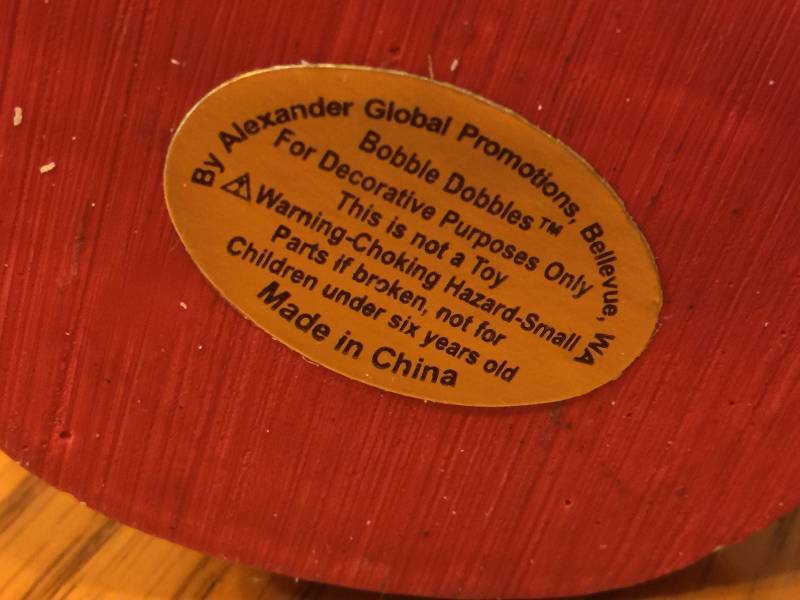 By Alexander Global Promotions, Bellevue, WA
Bobble Dobbles™
For Decorative Purposes Only
This is not a Toy
⚠Warning-Choking Hazard-Small
Parts if broken, not for
Children under six years old
Made in China